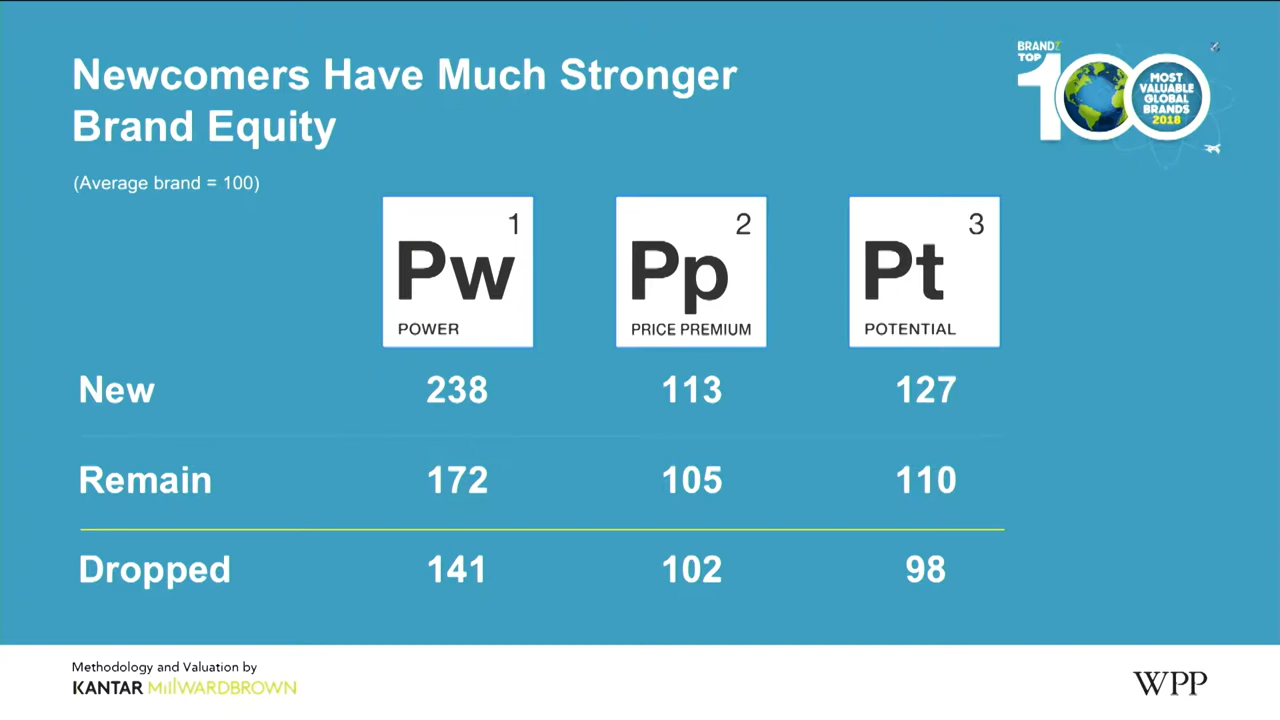 Newcomers Have Much Stronger
Brand Equity
(Average brand = 100)
BRANDZ
TOP
100
MOST
VALUABLE
GLOBAL
BRANDS
2018
1
Pw
POWER
2
Pp
PRICE PREMIUM
3
Pt
POTENTIAL
New 238 113 127
Remain 172 105 110
Dropped 141 102 98
Methodology and Valuation by
KANTAR MillWARDBROWN
WPP